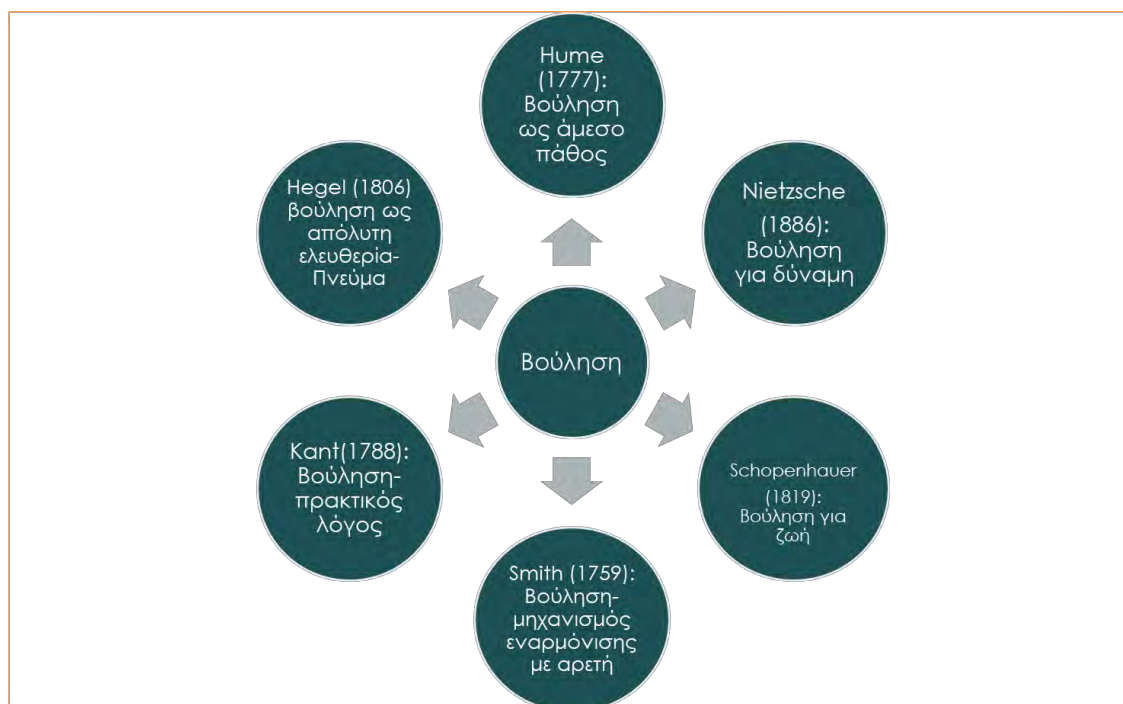 Hume
(1777):
Βούληση
ως άμεσο
πάθος
Hegel (1806)
βούληση ως
απόλυτη
ελευθερία-
Πνεύμα
Nietzsche
(1886):
Βούληση
για δύναμη
Βούληση
Kant(1788):
Βούληση-
πρακτικός
λόγος
Schopenhauer
(1819):
Βούληση για
ζωή
Smith (1759):
Βούληση-
μηχανισμός
εναρμόνισης
με αρετή